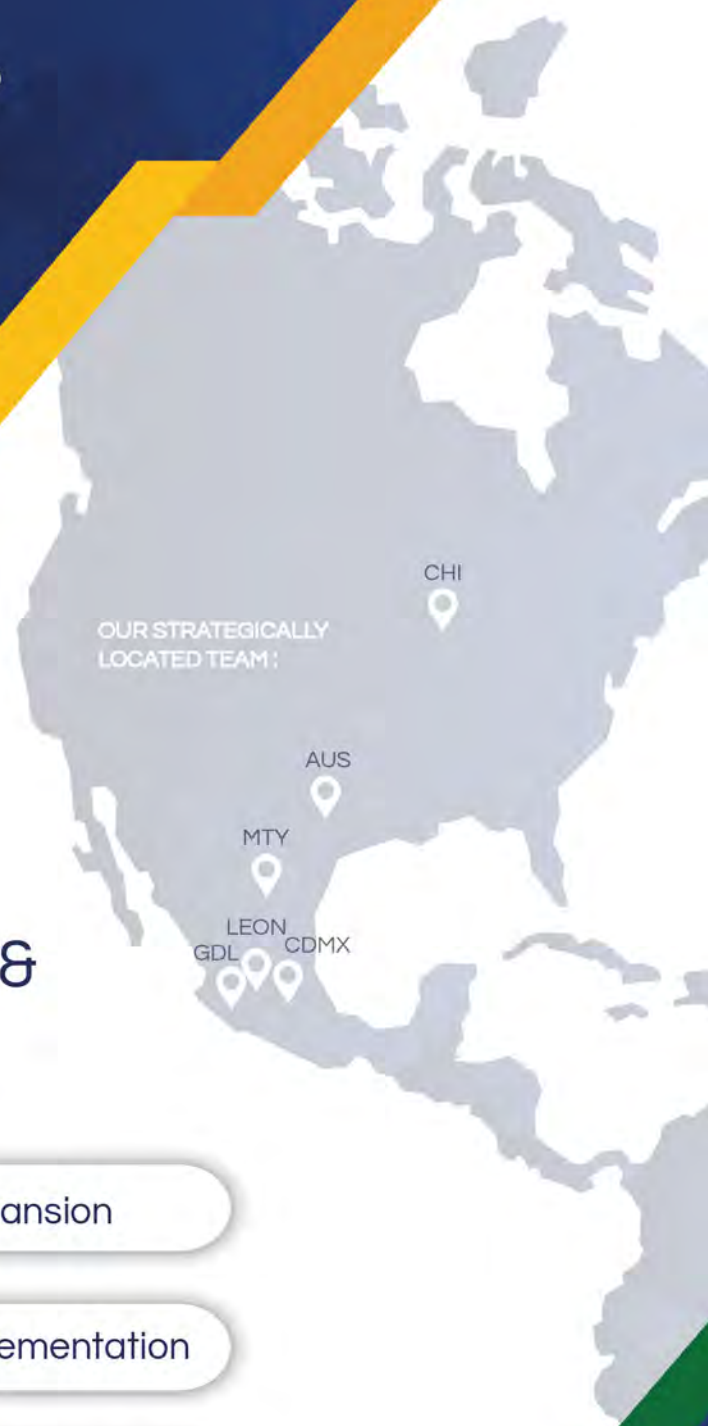 CHI
OUR STRATEGICALLY
LOCATED TEAM :
AUS
MTY
LEON
GDL
CDMX
&
ansion
ementation